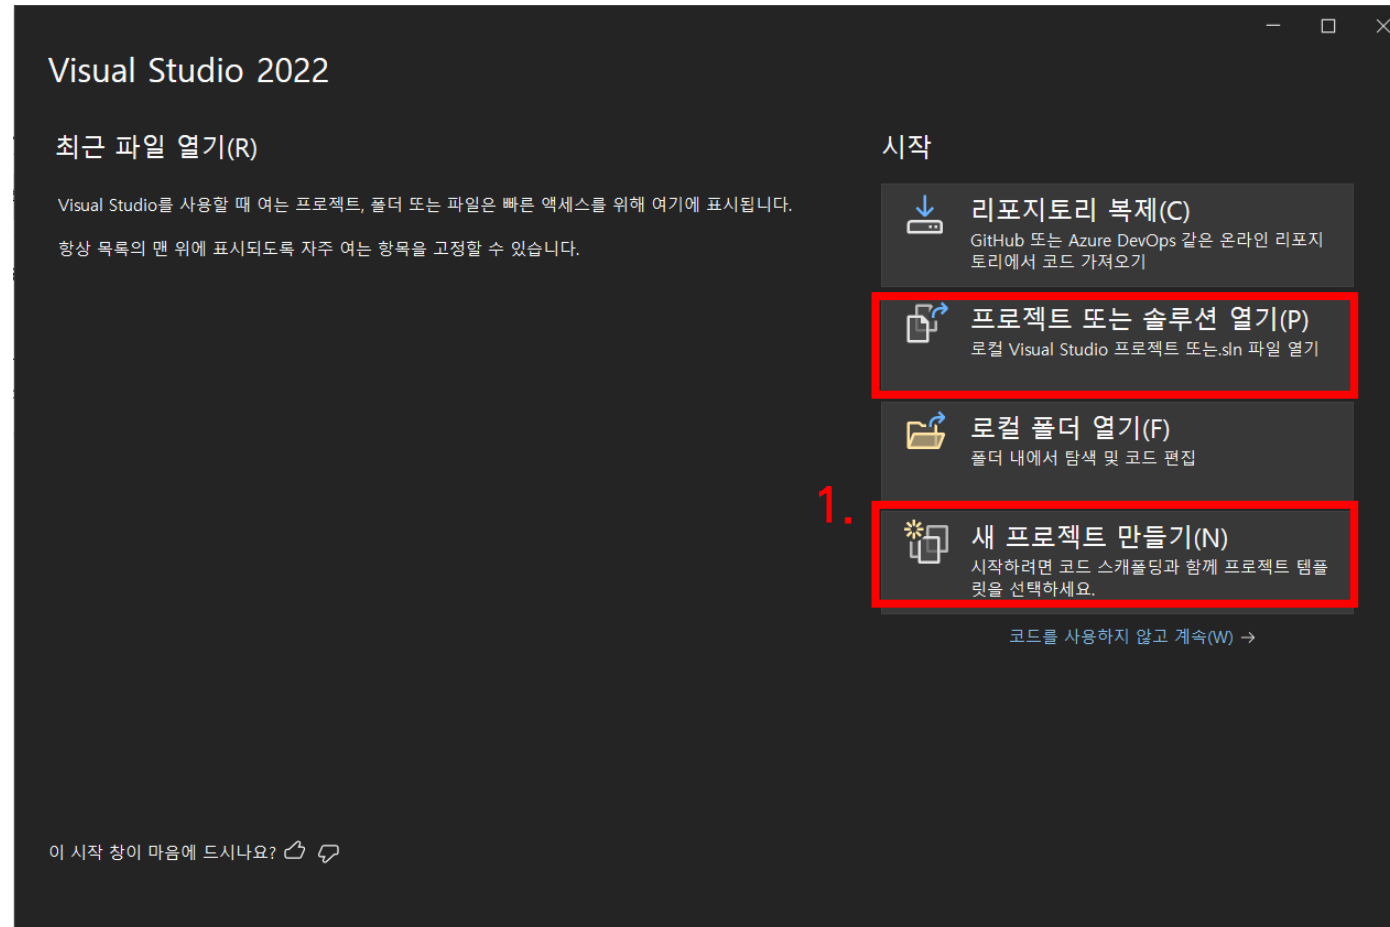 Visual Studio 2022
최근 파일 열기(R)
Visual Studio를 사용할 때 여는 프로젝트, 폴더 또는 파일은 빠른 액세스를 위해 여기에 표시됩니다.
항상 목록의 맨 위에 표시되도록 자주 여는 항목을 고정할 수 있습니다.
시작
리포지토리 복제(C)
GitHub 또는 Azure DevOps 같은 온라인 리포지
토리에서 코드 가져오기
프로젝트 또는 솔루션 열기(P)
로컬 Visual Studio 프로젝트 또는.sln 파일 열기
로컬 폴더 열기(F)
폴더 내에서 탐색 및 코드 편집
1.
새 프로젝트 만들기(N)
시작하려면 코드 스캐폴딩과 함께 프로젝트 템플
릿을 선택하세요.
코드를 사용하지 않고 계속(W) →
이 시작 창이 마음에 드시나요?